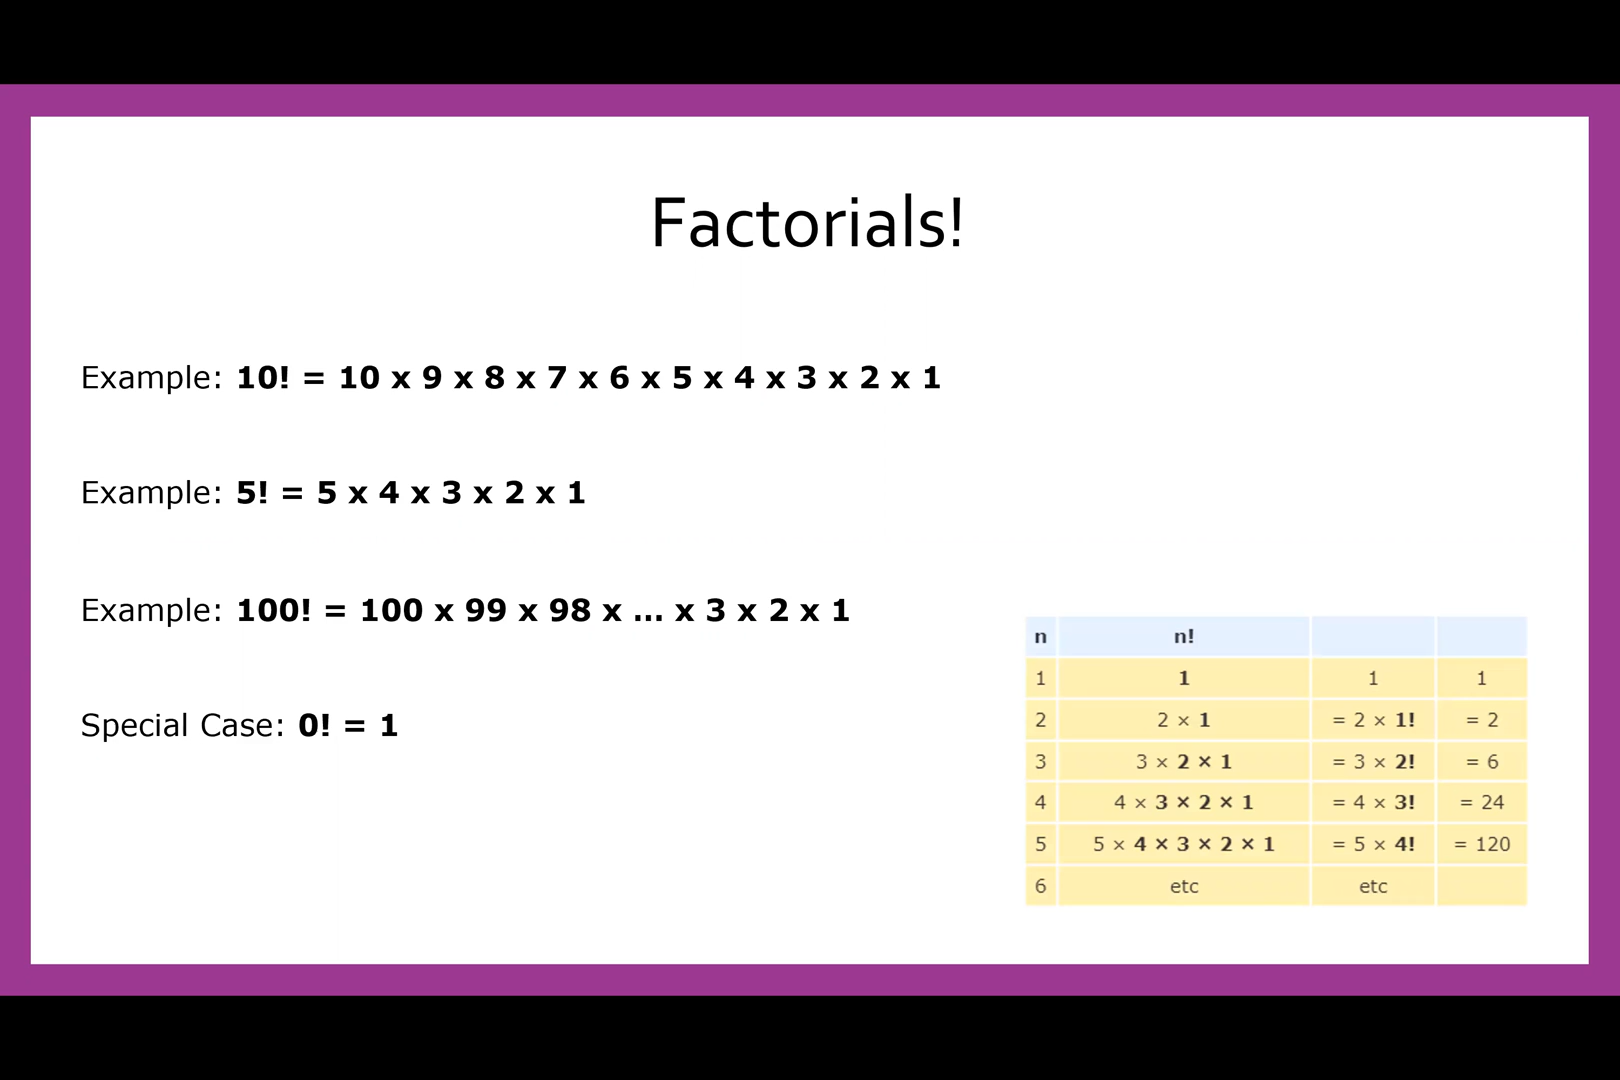 Factorials!
Example: 10! = 10 x 9 x 8 x 7 x 6 x 5 x 4 x 3 x 2 x 1
Example: 5! = 5 x 4 x 3 x 2 x 1
Example: 100! = 100 x 99 x 98 x ... x 3 x 2 x 1
Special Case: 0! = 1
n n!
1 1 1 1
2 2 × 1 = 2 × 1! = 2
3 3 × 2 × 1 = 3 × 2! = 6
4 4 × 3 × 2 × 1 = 4 × 3! = 24
5 5 × 4 × 3 × 2 × 1 = 5 × 4! = 120
6 etc etc